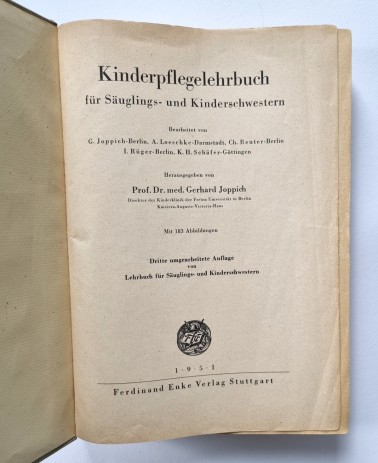 Kinderpflegelehrbuch
für Säuglings- und Kinderschwestern
Bearbeitet von
G. Joppich-Berlin, A. Loeschke-Darmstadt, Ch. Reuter-Berlin
I. Rüger-Berlin, K. H. Schäfer-Göttingen
Herausgegeben von
Prof. Dr. med. Gerhard Joppich
Direktor der Kinderklinik der Freien Universität in Berlin
Kaiserin-Auguste-Victoria-Haus
Mit 183 Abbildungen
Dritte umgearbeitete Auflage
von
Lehrbuch für Säuglings- und Kinderschwestern
1 · 9 · 5 · 1
Ferdinand Enke Verlag Stuttgart